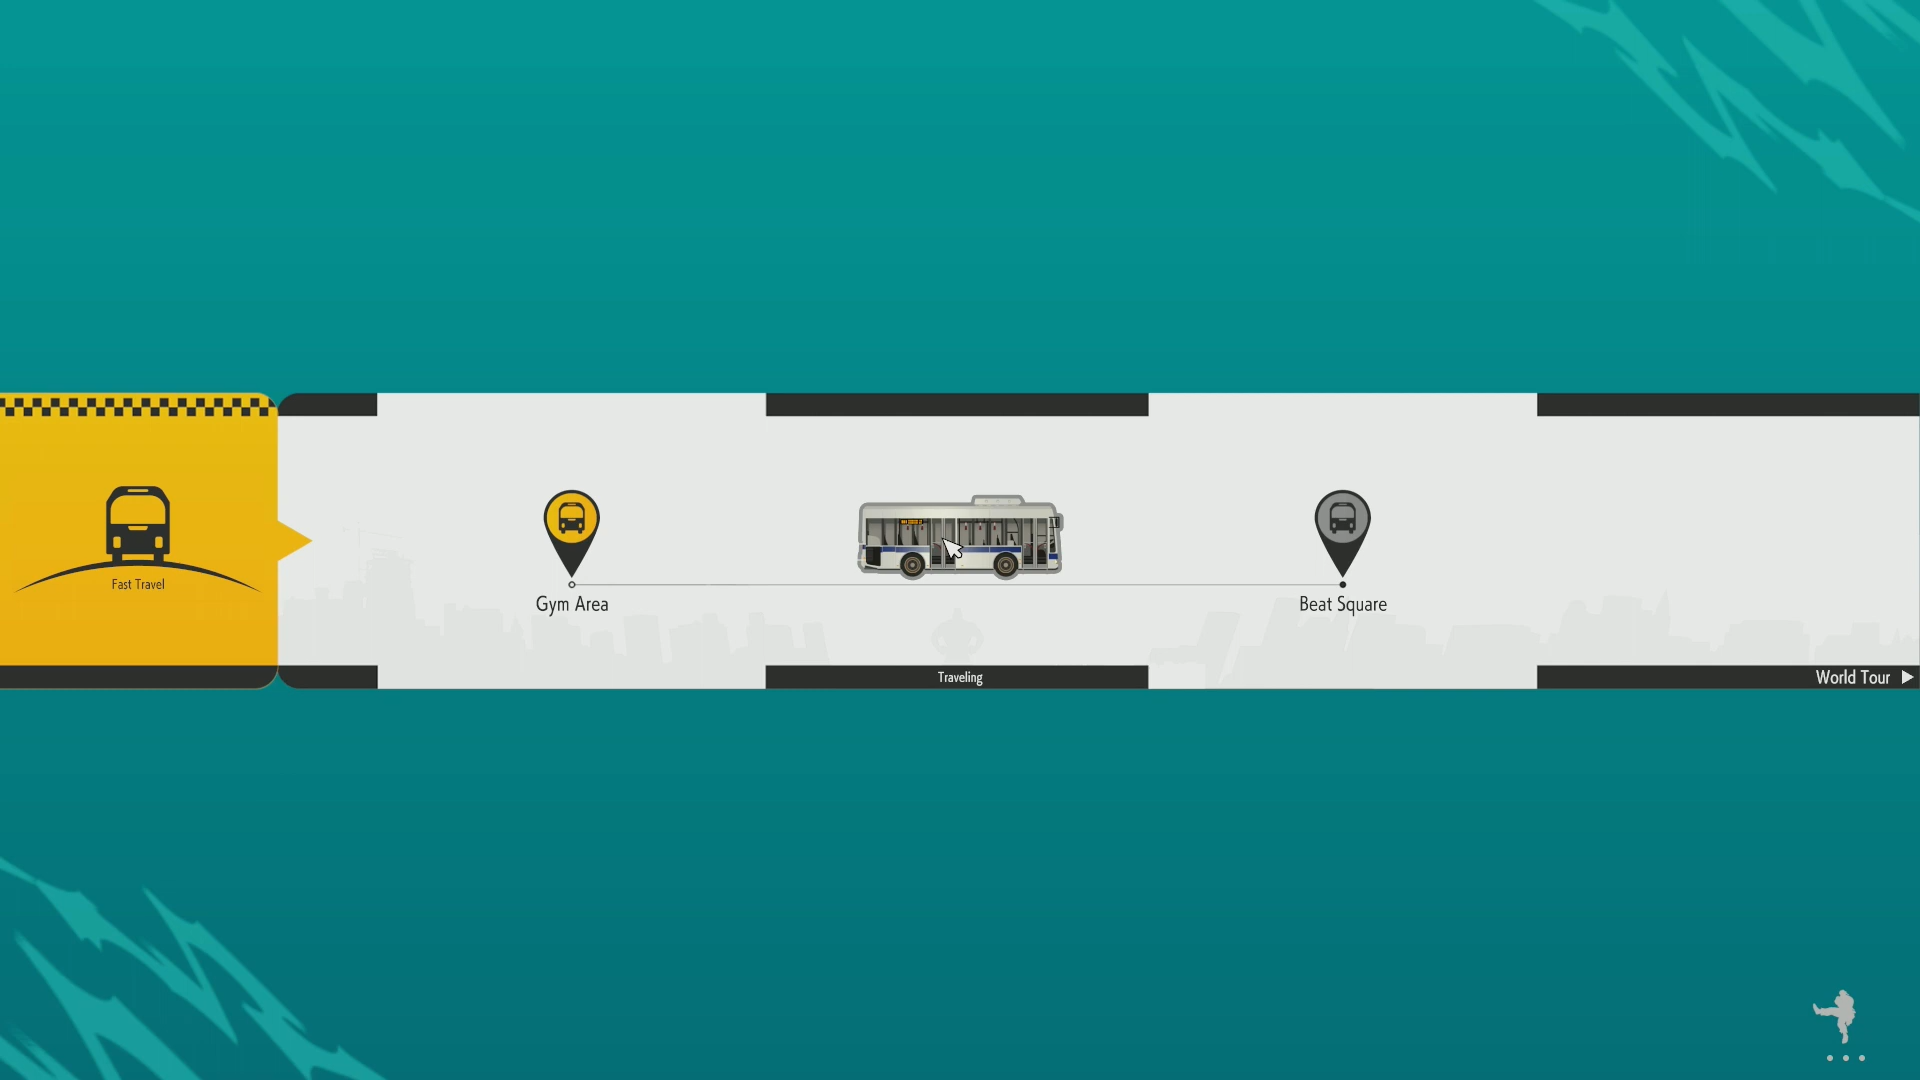 Fast Travel
Gym Area
Beat Square
Traveling
World Tour